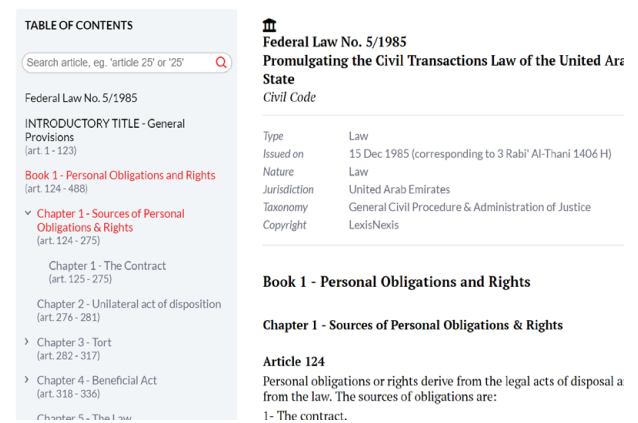 TABLE OF CONTENTS
Search article, eg. 'article 25' or '25'
Federal Law No. 5/1985
INTRODUCTORY TITLE - General
Provisions
(art. 1 - 123)
Book 1 - Personal Obligations and Rights
(art. 124 - 488)
Chapter 1 - Sources of Personal
Obligations & Rights
(art. 124 - 275)
Chapter 1 - The Contract
(art. 125 - 275)
Chapter 2 - Unilateral act of disposition
(art. 276 - 281)
Chapter 3 - Tort
(art. 282 - 317)
Chapter 4 - Beneficial Act
(art. 318 - 336)
Chapter 5 - The Law
Federal Law No. 5/1985
Promulgating the Civil Transactions Law of the United Ara
State
Civil Code
Type Law
Issued on 15 Dec 1985 (corresponding to 3 Rabi' Al-Thani 1406 H)
Nature Law
Jurisdiction United Arab Emirates
Taxonomy General Civil Procedure & Administration of Justice
Copyright LexisNexis
Book 1 - Personal Obligations and Rights
Chapter 1 - Sources of Personal Obligations & Rights
Article 124
Personal obligations or rights derive from the legal acts of disposal a
from the law. The sources of obligations are:
1- The contract.